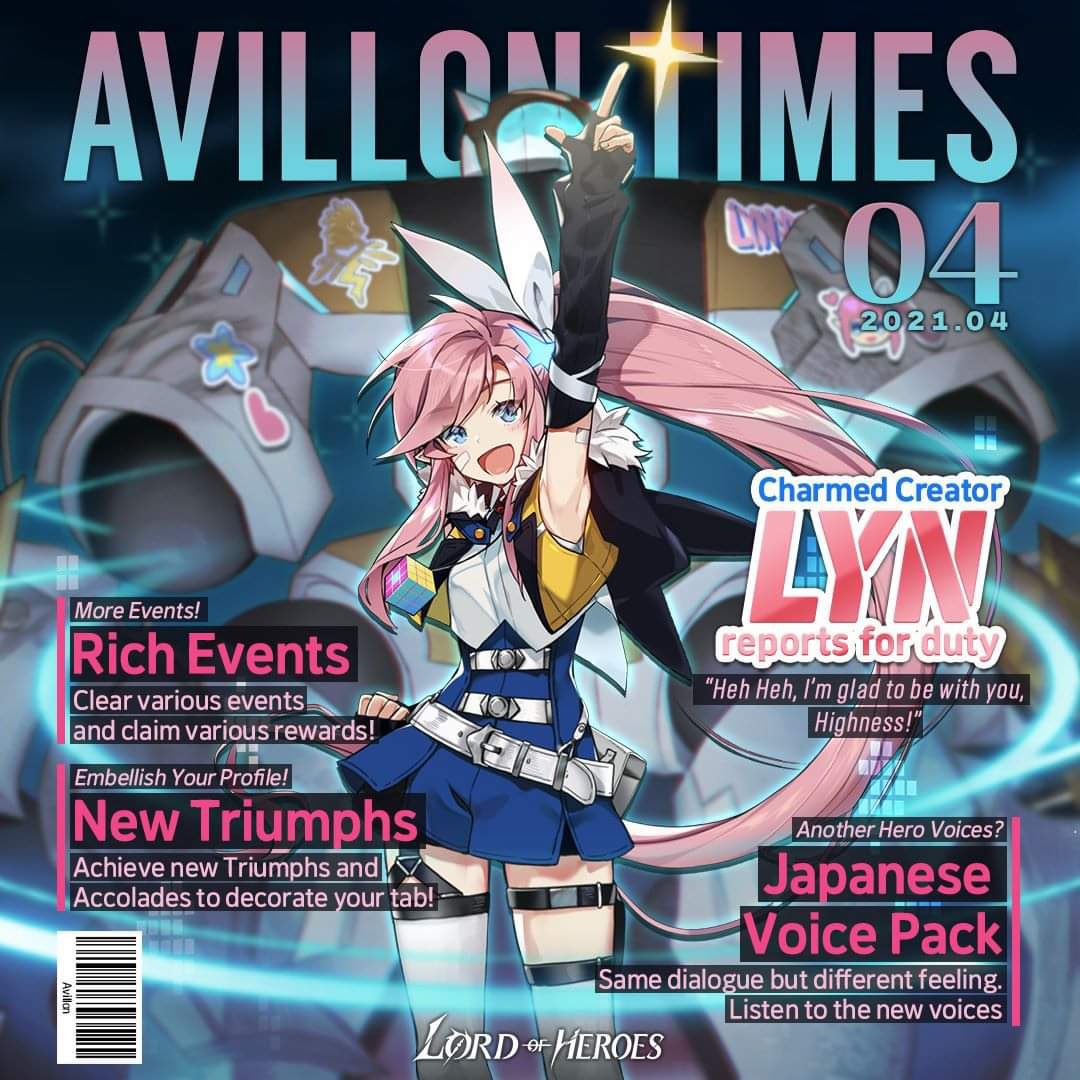 AVILLON TIMES
04
2021.04
LYN
Charmed Creator
LYN
reports for duty
"Heh Heh, I'm glad to be with you,
Highness!"
More Events!
Rich Events
Clear various events
and claim various rewards!
Embellish Your Profile!
New Triumphs
Achieve new Triumphs and
Accolades to decorate your tab!
Another Hero Voices?
Japanese
Voice Pack
Same dialogue but different feeling.
Listen to the new voices
Avillon
LORD OF HEROES